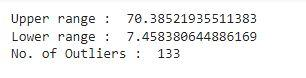 Upper range :  70.38521935511383
Lower range :  7.458380644886169
No. of Outliers :  133